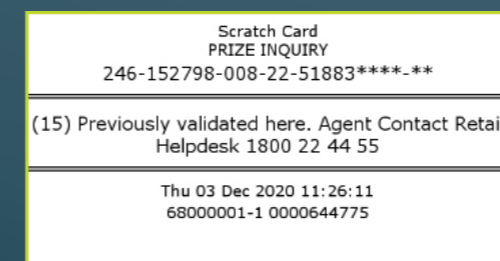 Scratch Card
PRIZE INQUIRY
246-152798-008-22-51883****-**
(15) Previously validated here. Agent Contact Retai
Helpdesk 1800 22 44 55
Thu 03 Dec 2020 11:26:11
68000001-1 0000644775